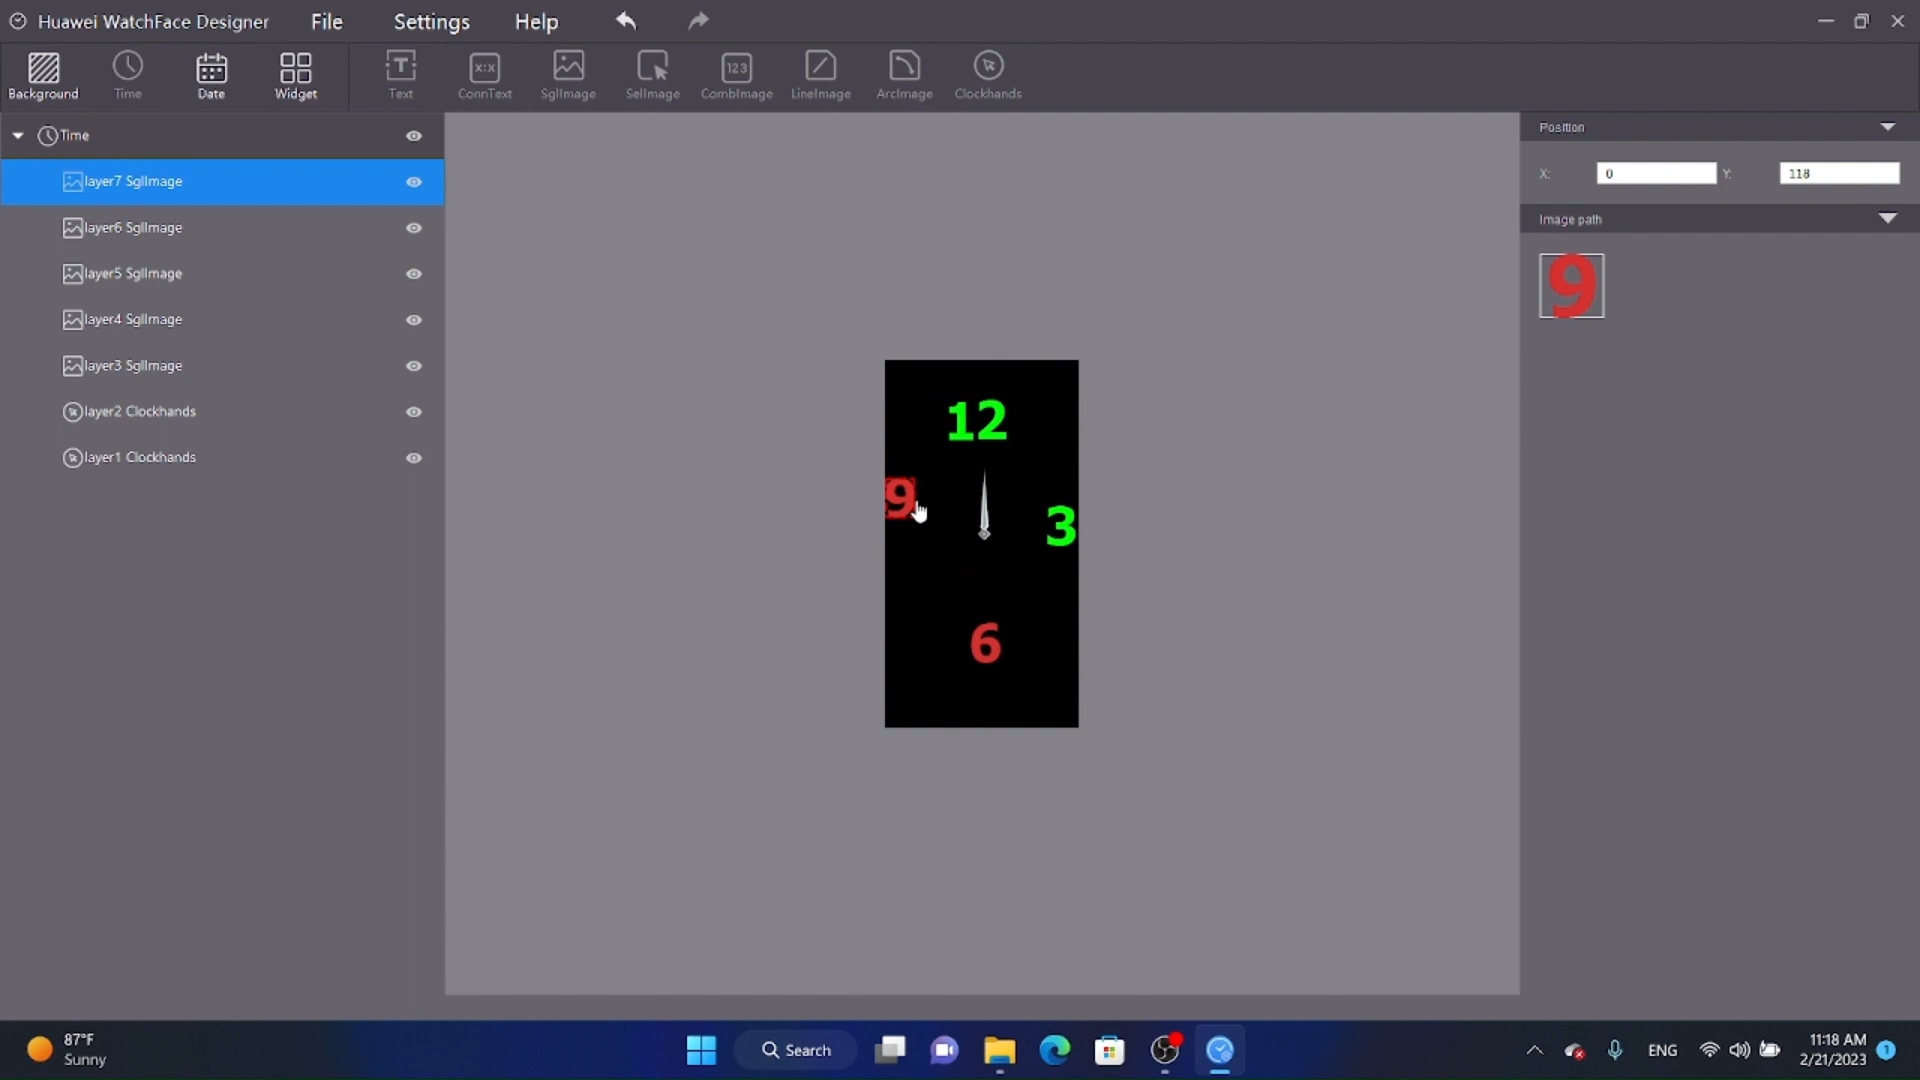 Huawei WatchFace Designer File Settings Help
Background Time Date Widget Text ConnText SglImage SelImage CombImage LineImage ArcImage Clockhands
123
Time
layer7 SglImage
layer6 SglImage
layer5 SglImage
layer4 SglImage
layer3 SglImage
layer2 Clockhands
layer1 Clockhands
12
9
3
6
Position
X: 0 Y: 118
Image path
9
87°F
Sunny
Search
ENG
11:18 AM
2/21/2023
1